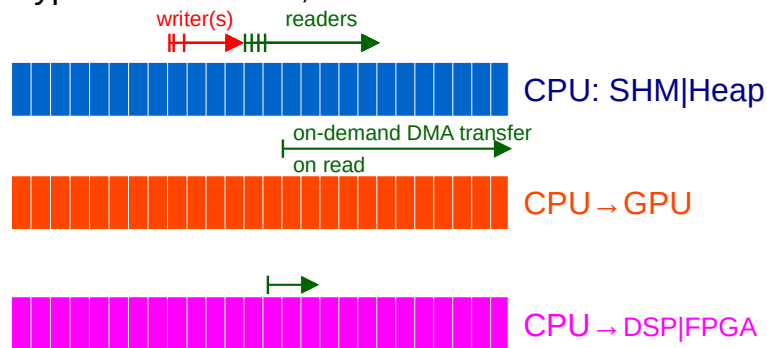 writer(s) readers
CPU: SHM|Heap
on-demand DMA transfer
on read
CPU→GPU
CPU→DSP|FPGA